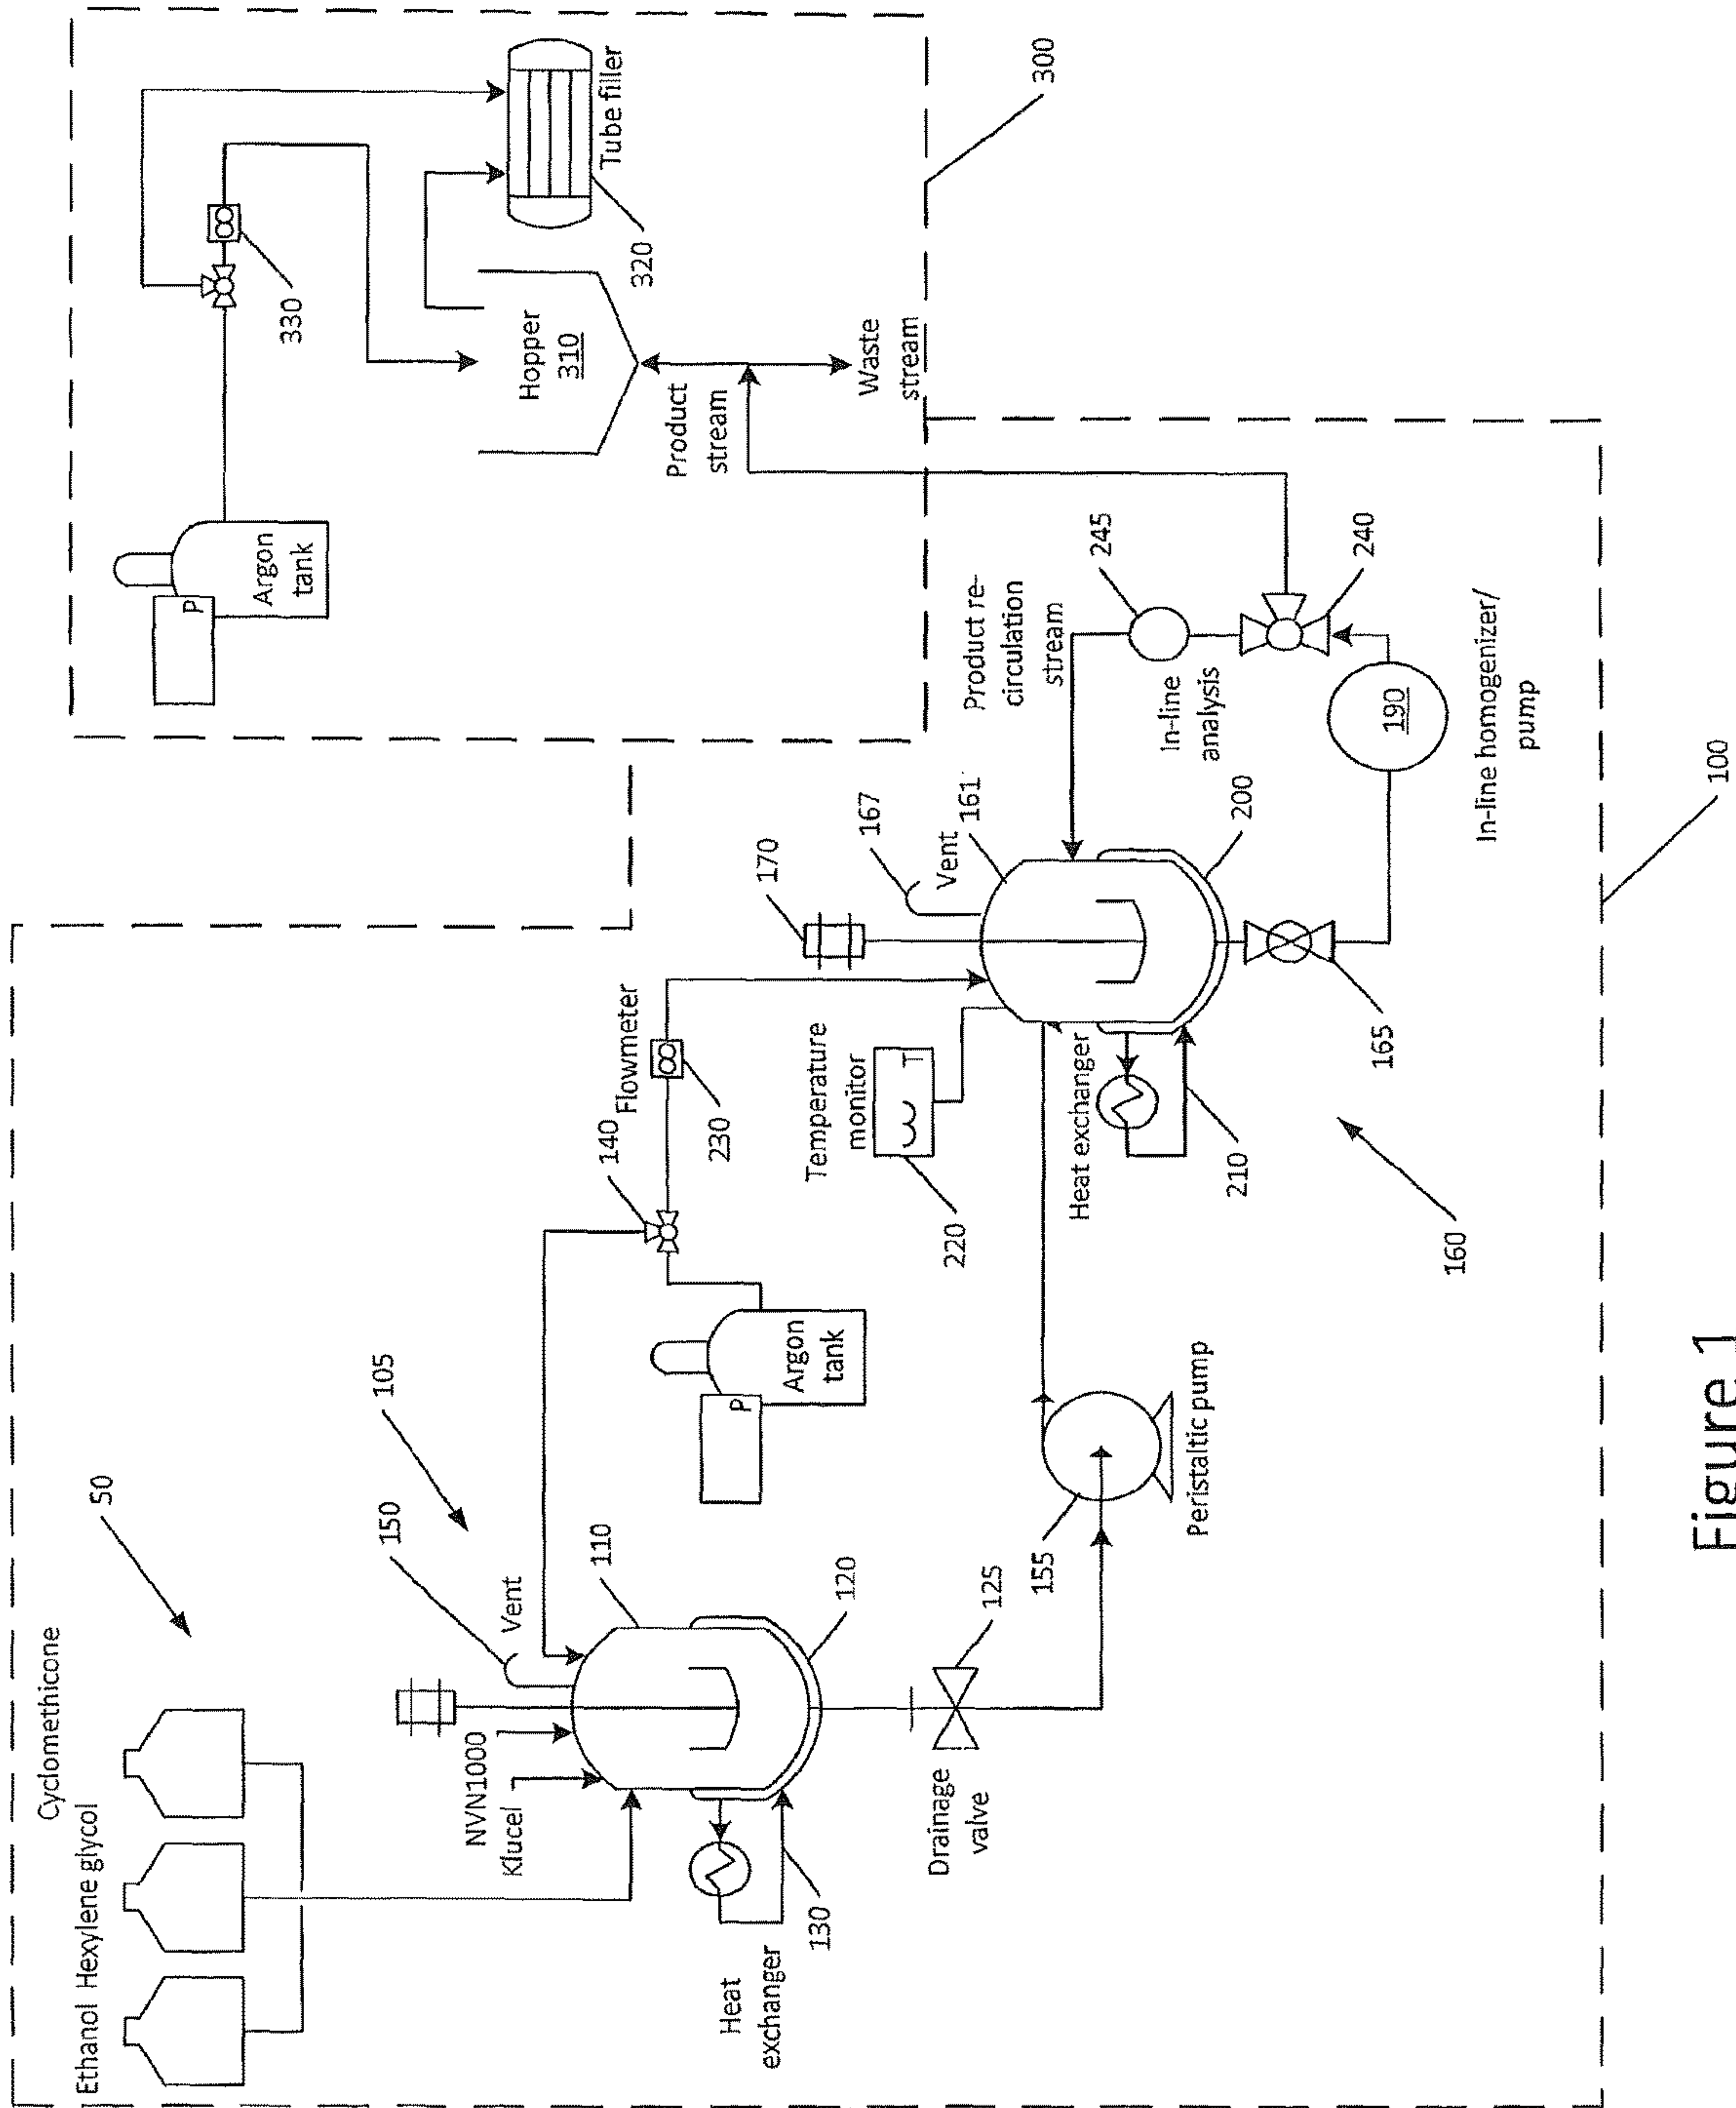 Cyclomethicone
Ethanol Hexylene glycol
50
105
150
Vent
110
NVN1000
Klucel
120
130
Heat
exchanger
Drainage
valve
125
155
Peristaltic pump
P
Argon
tank
140
Flowmeter
230
Temperature
monitor
T
220
170
167
Vent
161
200
Heat exchanger
210
165
160
Product re-
circulation
stream
245
In-line
analysis
240
190
In-line homogenizer/
pump
100
P
Argon
tank
330
Hopper
310
Tube filler
320
Product
stream
Waste
stream
300
Figure 1